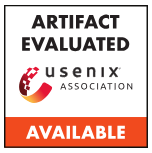 ARTIFACT
EVALUATED
usenix
ASSOCIATION
AVAILABLE